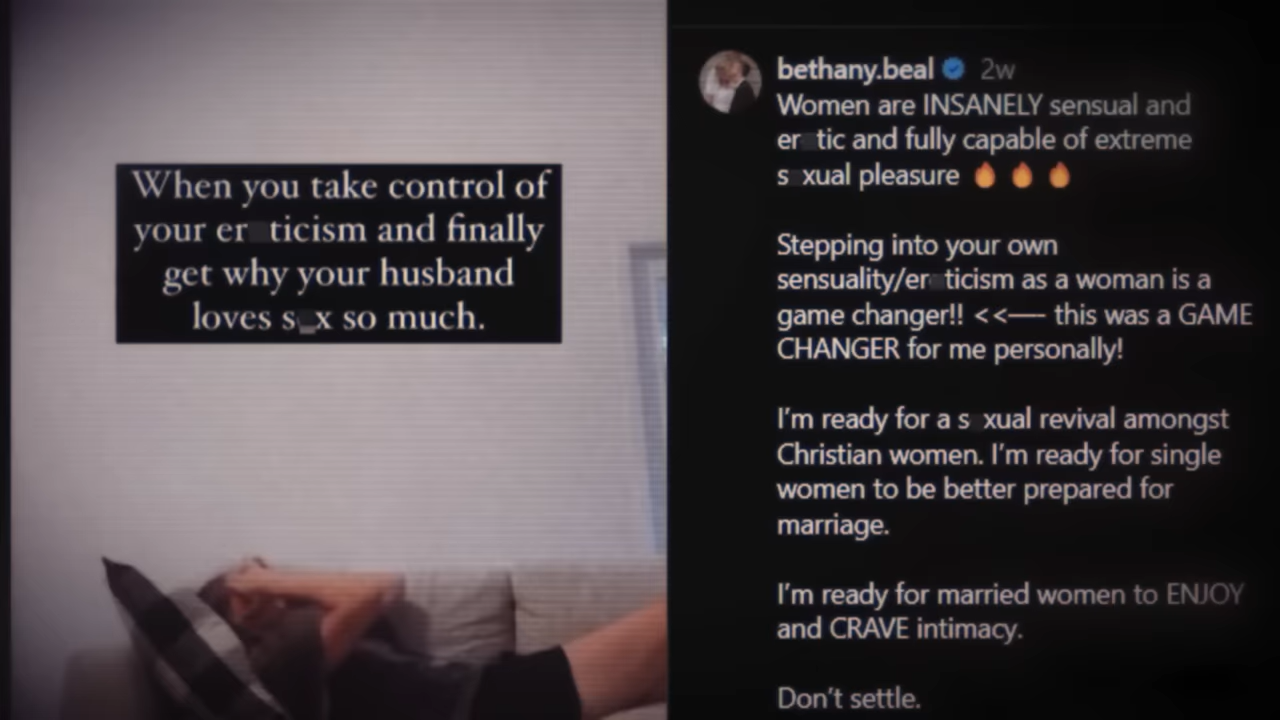 When you take control of
your er ticism and finally
get why your husband
loves s x so much.
bethany.beal 2w
Women are INSANELY sensual and
er tic and fully capable of extreme
s xual pleasure 🔥 🔥 🔥
Stepping into your own
sensuality/er ticism as a woman is a
game changer!! <<— this was a GAME
CHANGER for me personally!
I'm ready for a s xual revival amongst
Christian women. I'm ready for single
women to be better prepared for
marriage.
I'm ready for married women to ENJOY
and CRAVE intimacy.
Don't settle.